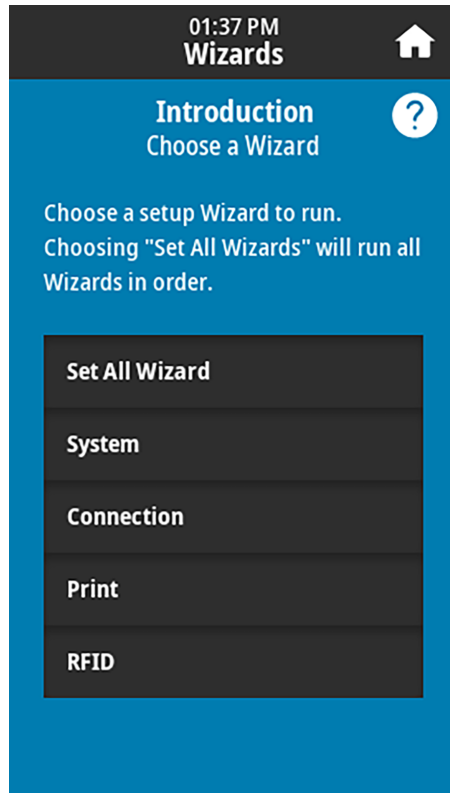 01:37 PM
Wizards
Introduction
?
Choose a Wizard
Choose a setup Wizard to run.
Choosing "Set All Wizards" will run all
Wizards in order.
Set All Wizard
System
Connection
Print
RFID